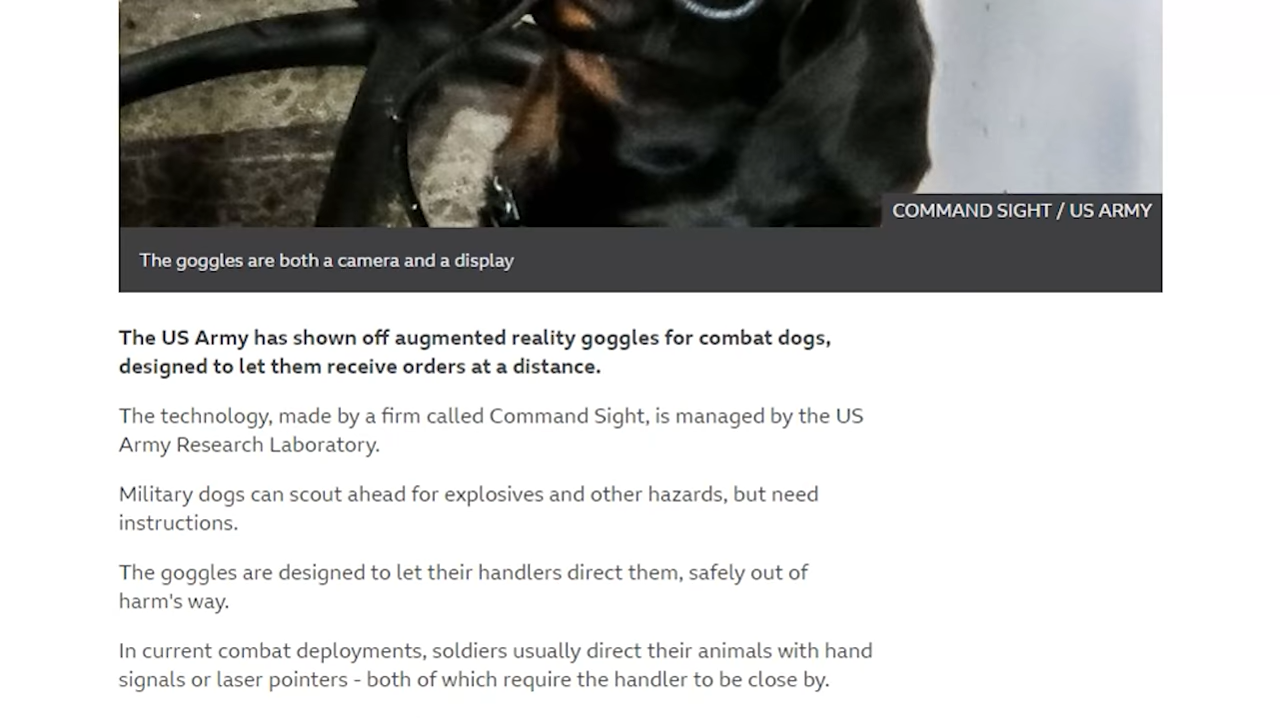 COMMAND SIGHT / US ARMY
The goggles are both a camera and a display
The US Army has shown off augmented reality goggles for combat dogs,
designed to let them receive orders at a distance.
The technology, made by a firm called Command Sight, is managed by the US
Army Research Laboratory.
Military dogs can scout ahead for explosives and other hazards, but need
instructions.
The goggles are designed to let their handlers direct them, safely out of
harm's way.
In current combat deployments, soldiers usually direct their animals with hand
signals or laser pointers - both of which require the handler to be close by.